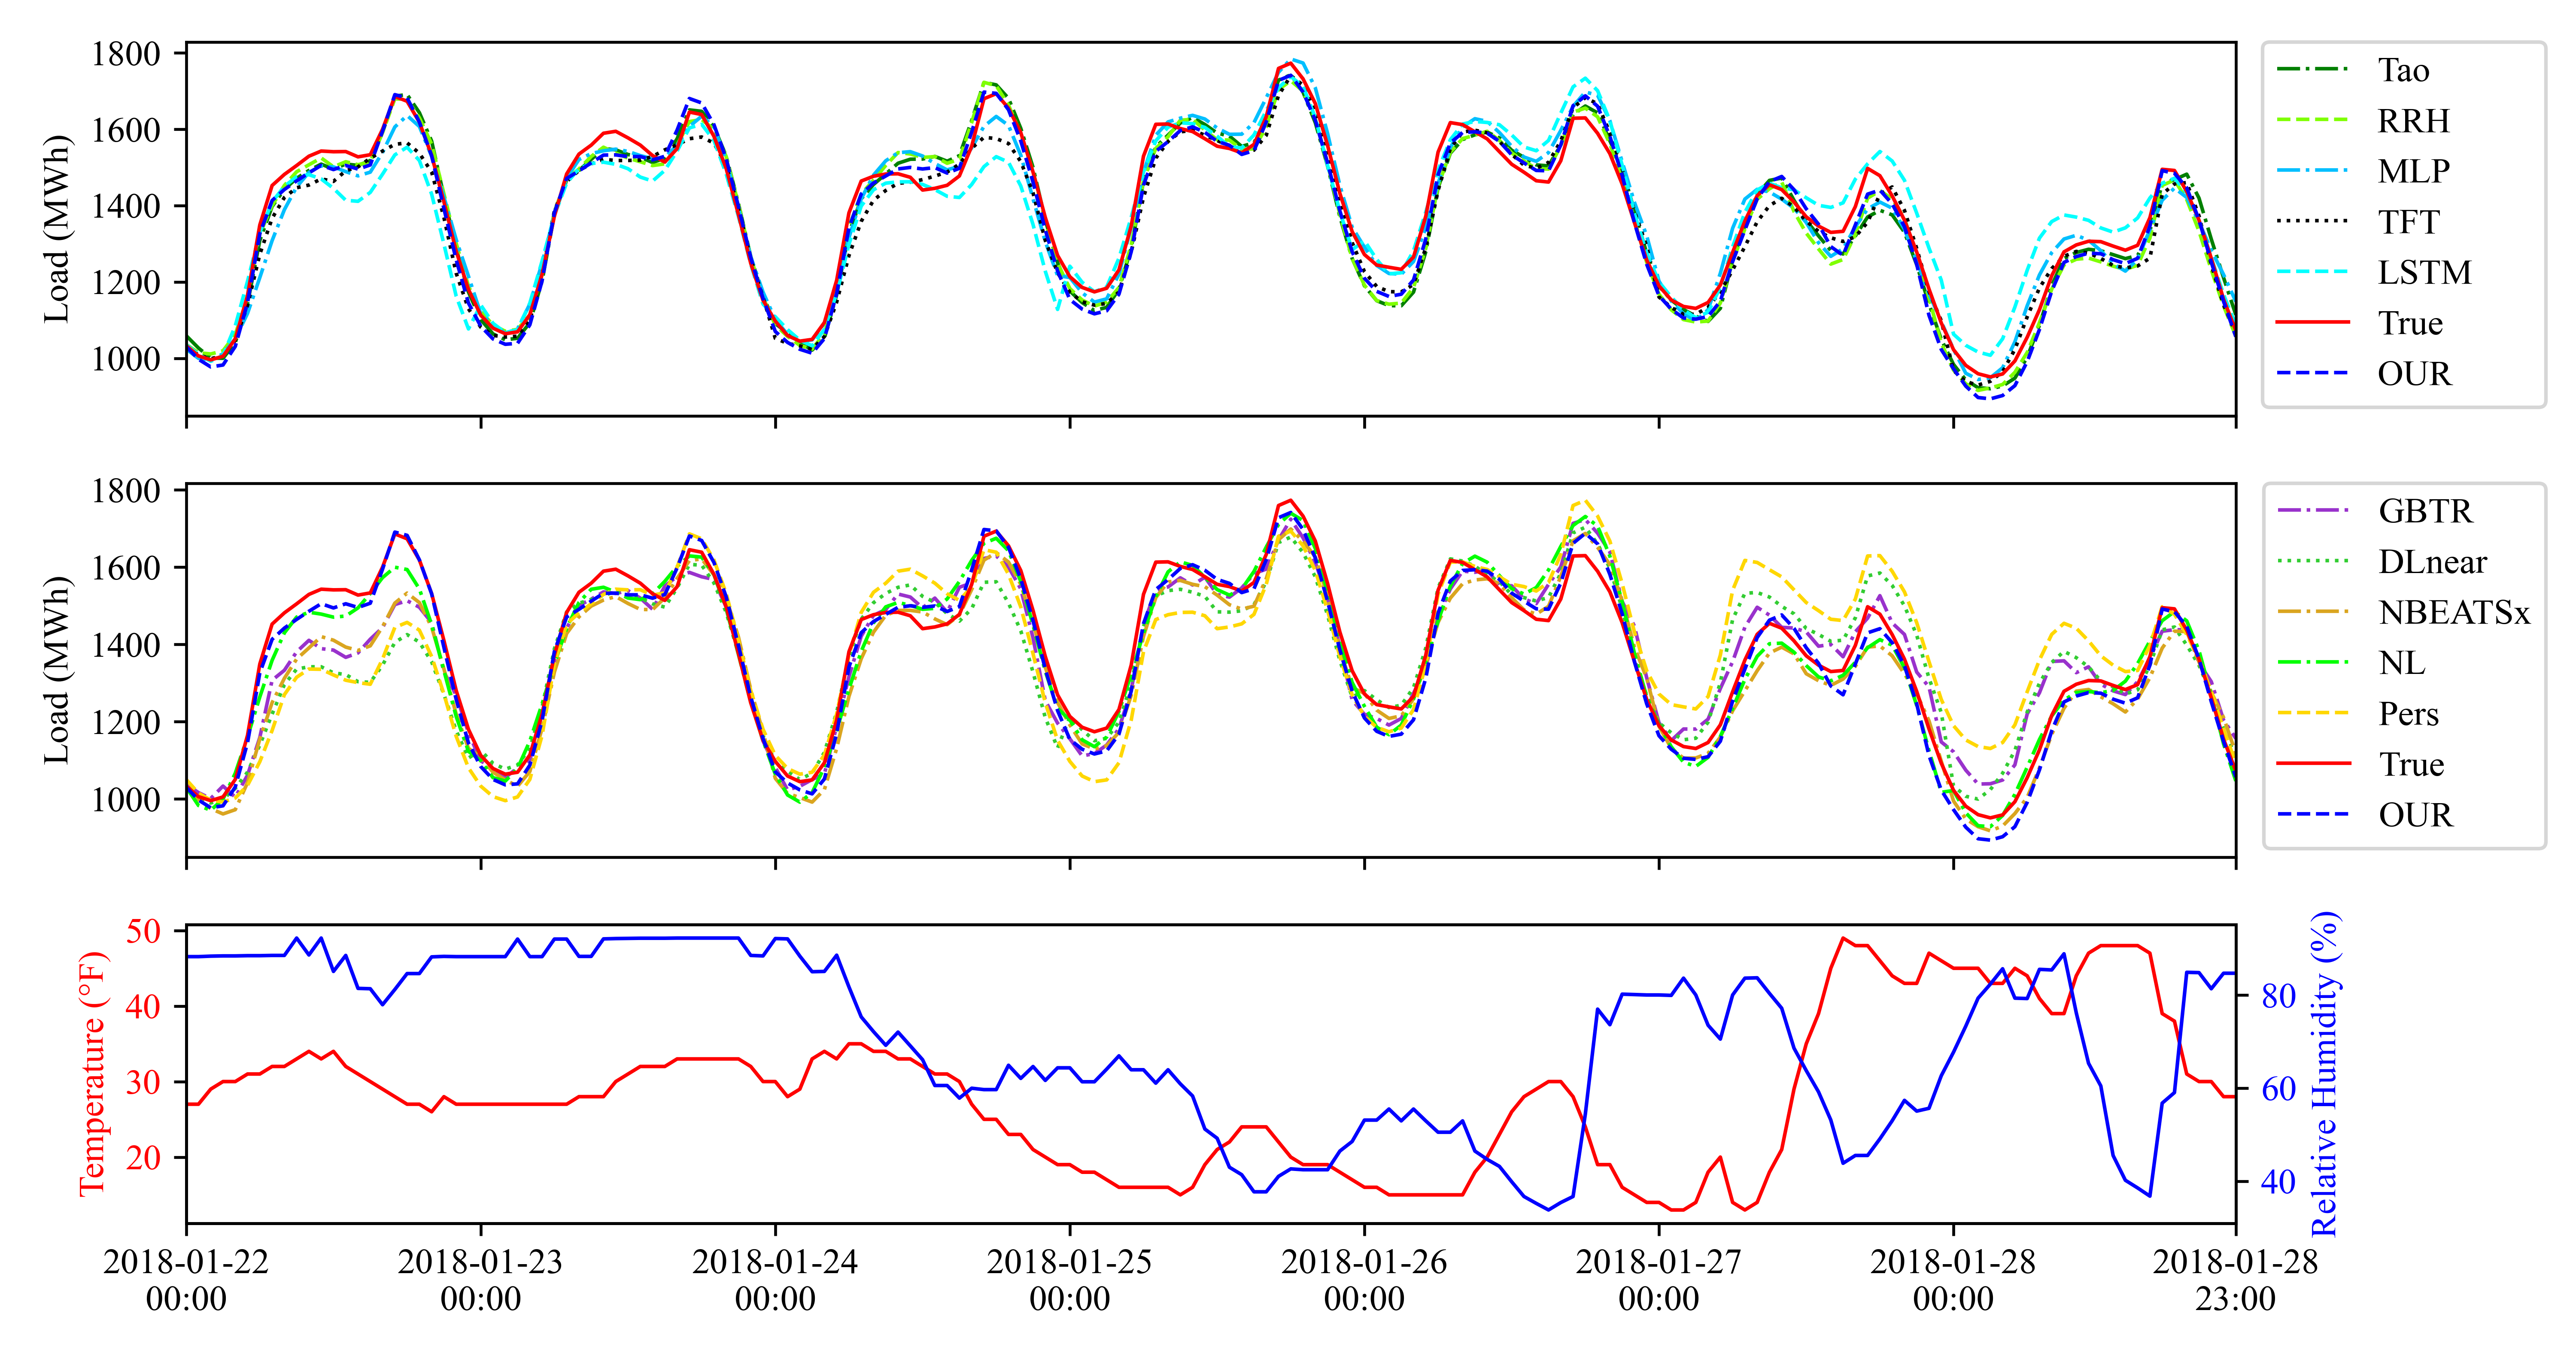 1800
1600
1400
1200
1000
Load (MWh)
Tao
RRH
MLP
TFT
LSTM
True
OUR
1800
1600
1400
1200
1000
Load (MWh)
GBTR
DLnear
NBEATSx
NL
Pers
True
OUR
50
40
30
20
Temperature (°F)
80
60
40
Relative Humidity (%)
2018-01-22 2018-01-23 2018-01-24 2018-01-25 2018-01-26 2018-01-27 2018-01-28 2018-01-28
00:00 00:00 00:00 00:00 00:00 00:00 00:00 23:00